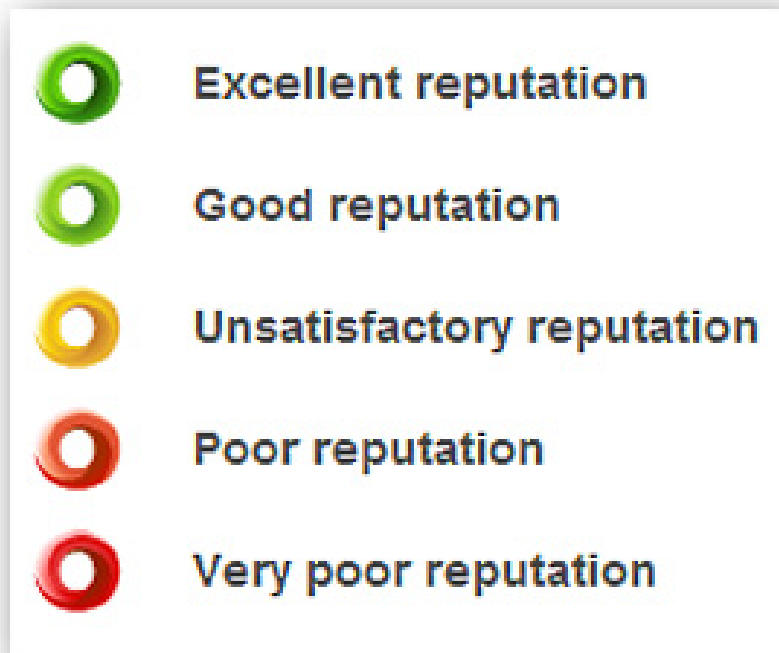 Excellent reputation
Good reputation
Unsatisfactory reputation
Poor reputation
Very poor reputation